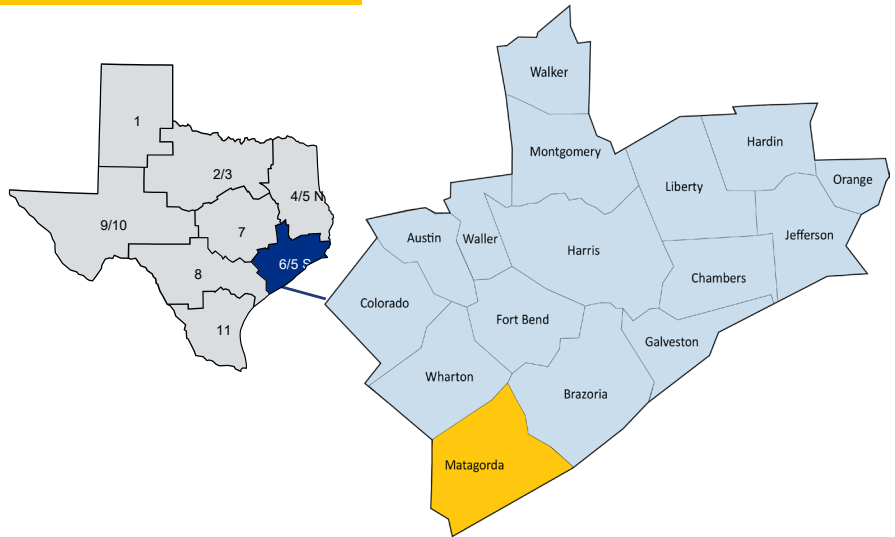 1
2/3
4/5 N
9/10
7
6/5 S
8
11
Walker
Montgomery
Hardin
Liberty
Orange
Austin
Waller
Harris
Jefferson
Chambers
Colorado
Fort Bend
Galveston
Wharton
Brazoria
Matagorda